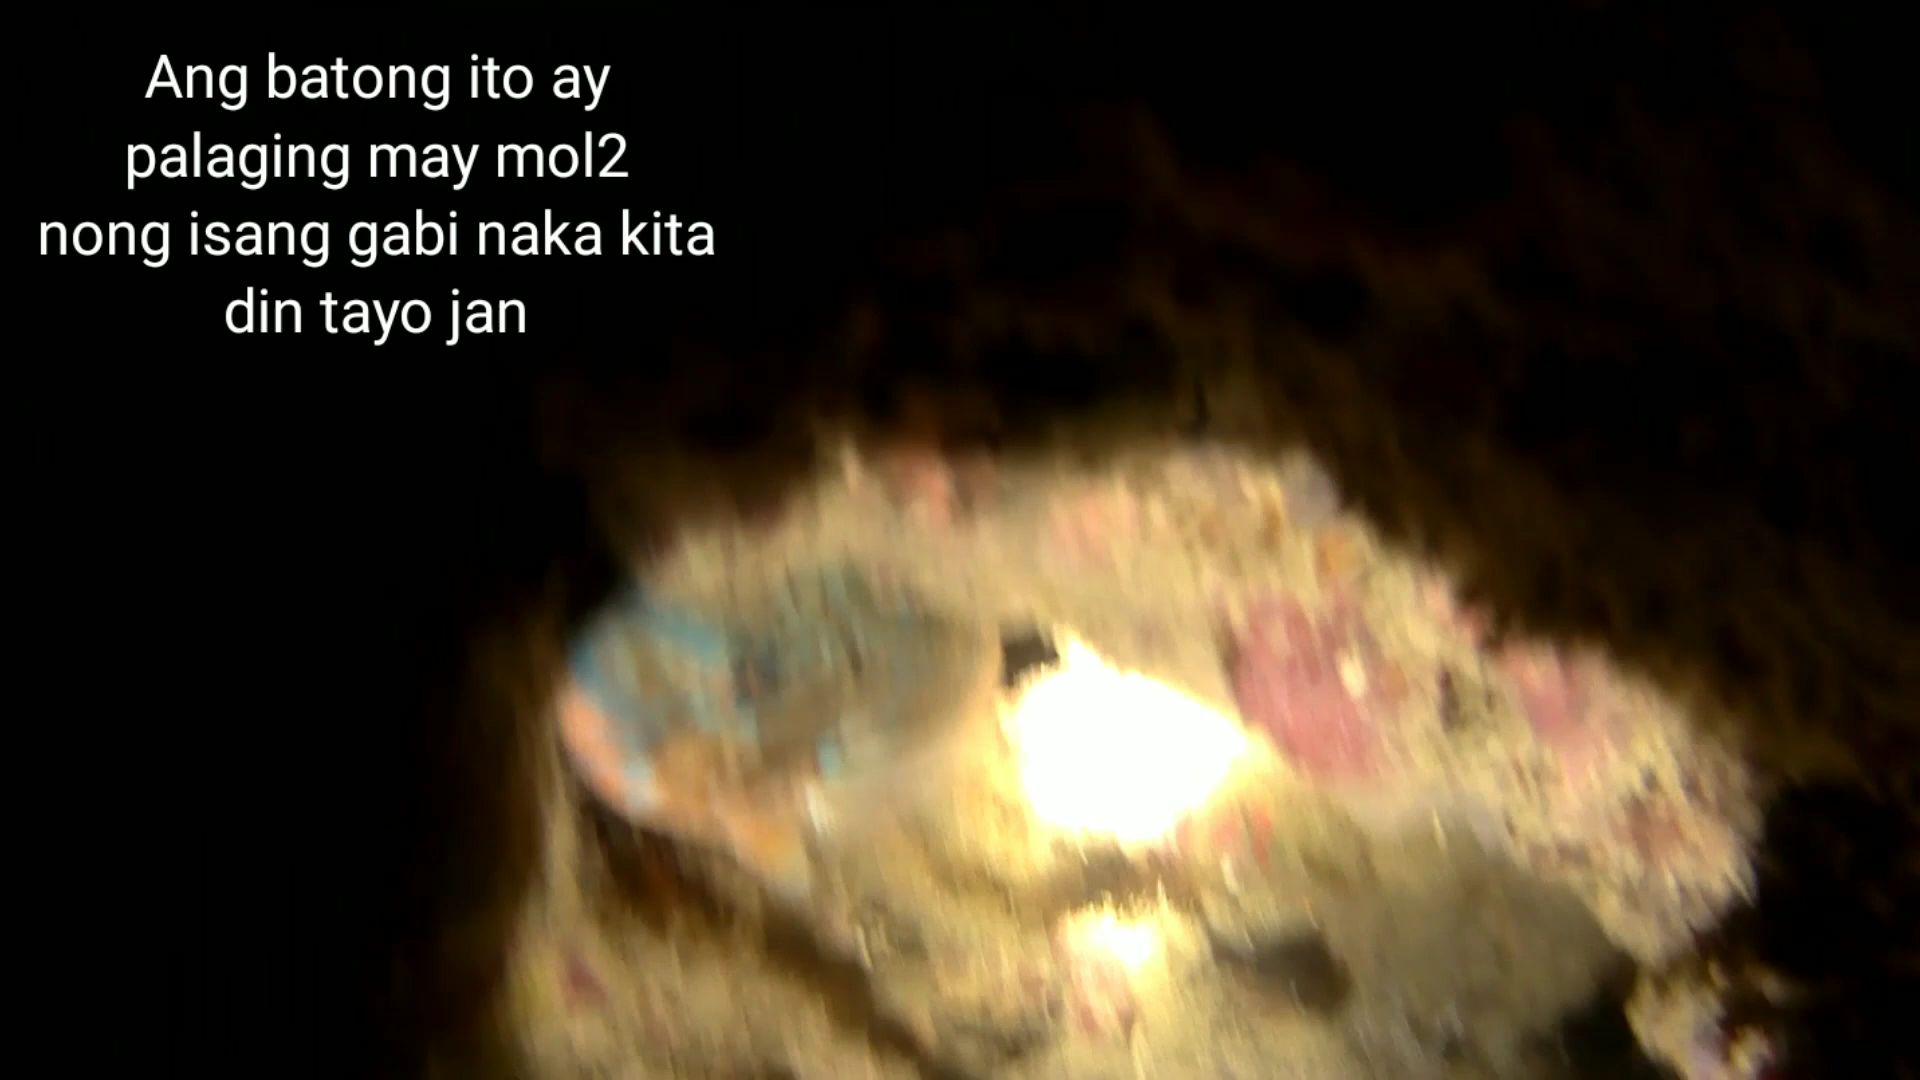 Ang batong ito ay
palaging may mol2
nong isang gabi naka kita
din tayo jan